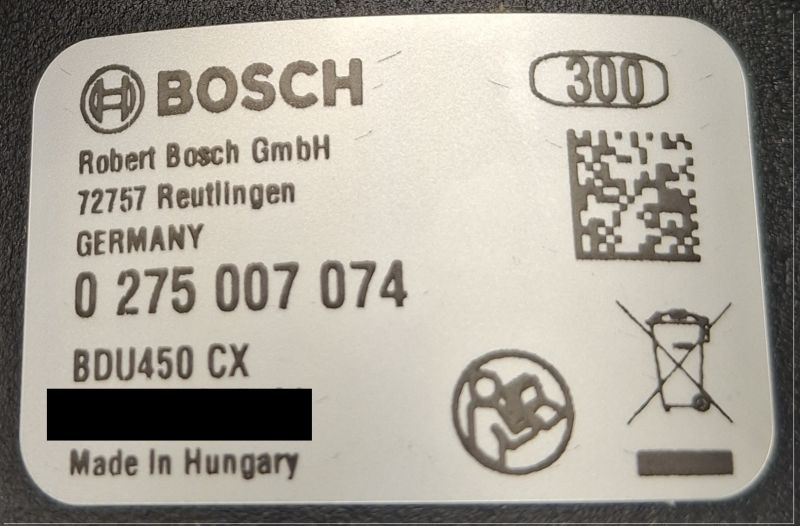 BOSCH
300
Robert Bosch GmbH
72757 Reutlingen
GERMANY
0 275 007 074
BDU450 CX
Made In Hungary